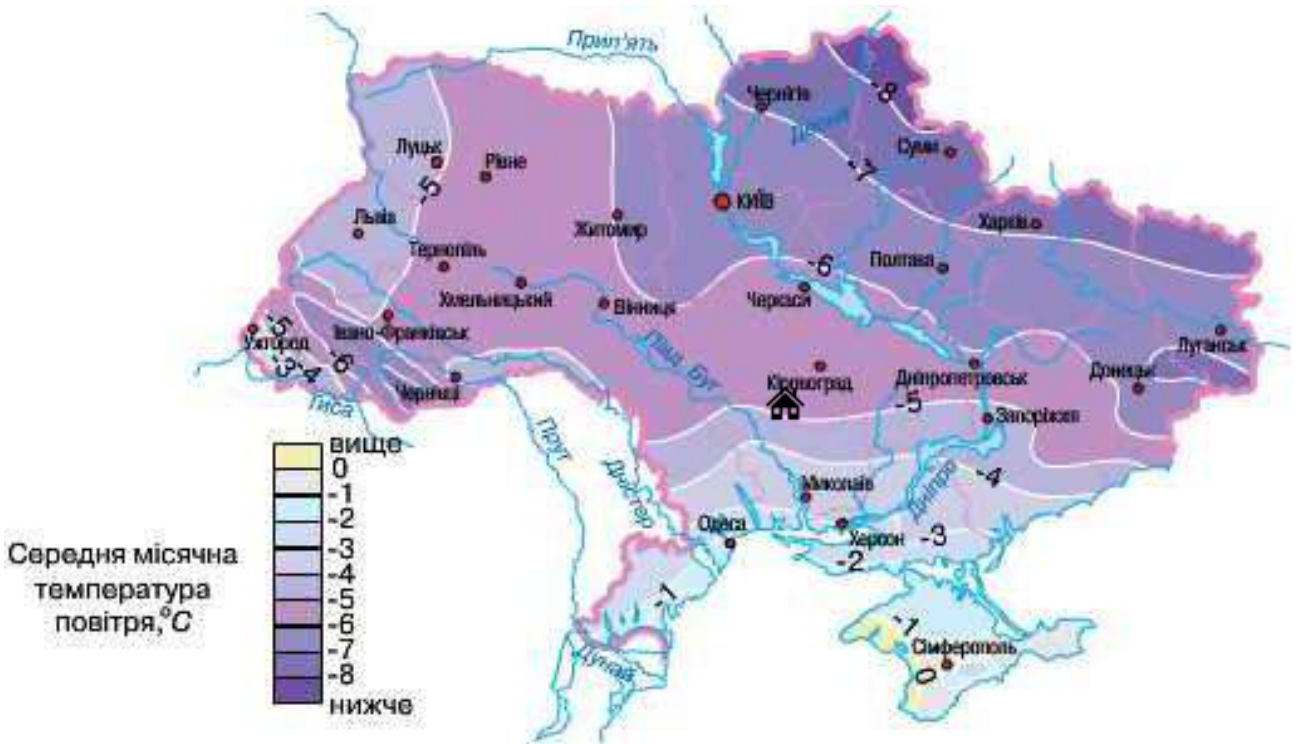 Прип'ять
Чернігів
-8
Десна
Суми
Луцьк
Рівне
-5
-7
КИЇВ
Львів
Житомир
Харків
Тернопіль
-6
Полтава
Хмельницький
Вінниця
Черкаси
-5
Ужгород
Івано-Франківськ
-6
Півд. Буг
Луганськ
-3
-4
Чернівці
Кіровоград
Дніпропетровськ
Донецьк
Тиса
-5
Запоріжжя
Прут
Дністер
Миколаїв
Дніпро
-4
Одеса
Херсон
-3
-2
-1
-1
Сімферополь
Дунай
0
вище
0
-1
-2
-3
-4
-5
-6
-7
-8
нижче
Середня місячна
температура
повітря,°С